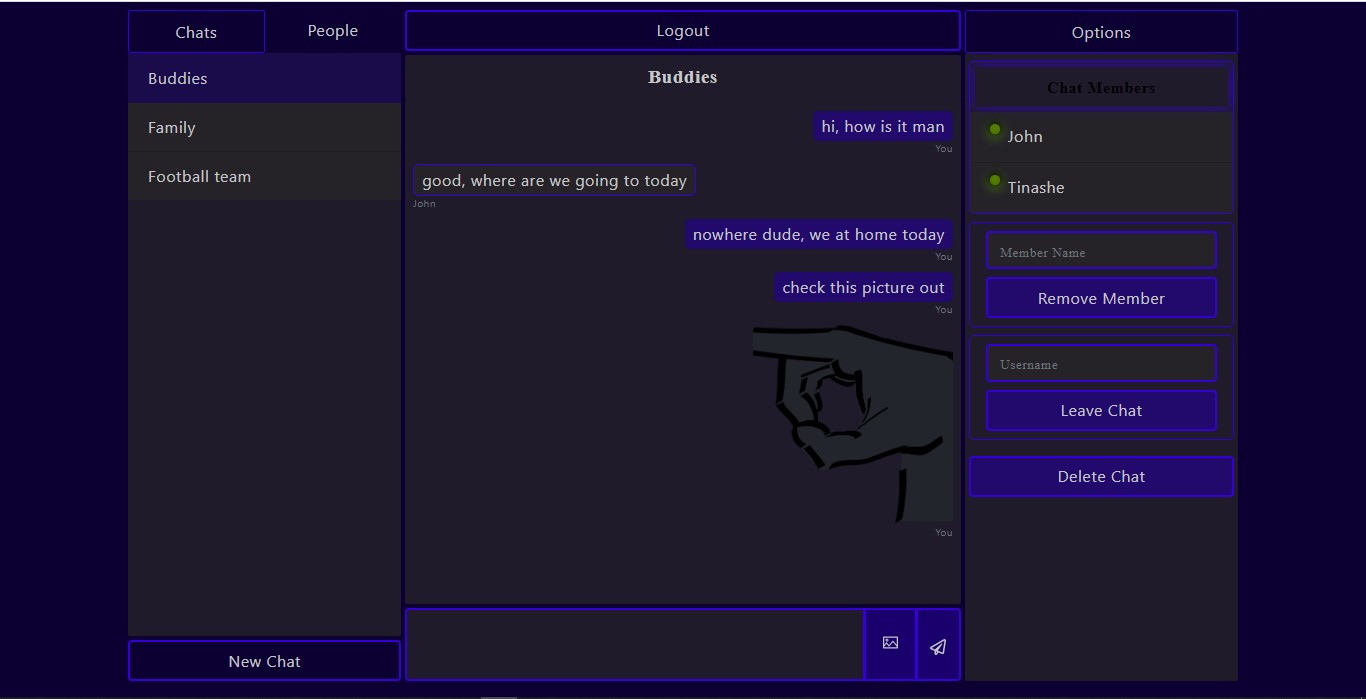 Chats
People
Logout
Options
Buddies
Family
Football team
New Chat
Buddies
hi, how is it man
You
good, where are we going to today
John
nowhere dude, we at home today
You
check this picture out
You
You
Chat Members
John
Tinashe
Member Name
Remove Member
Username
Leave Chat
Delete Chat